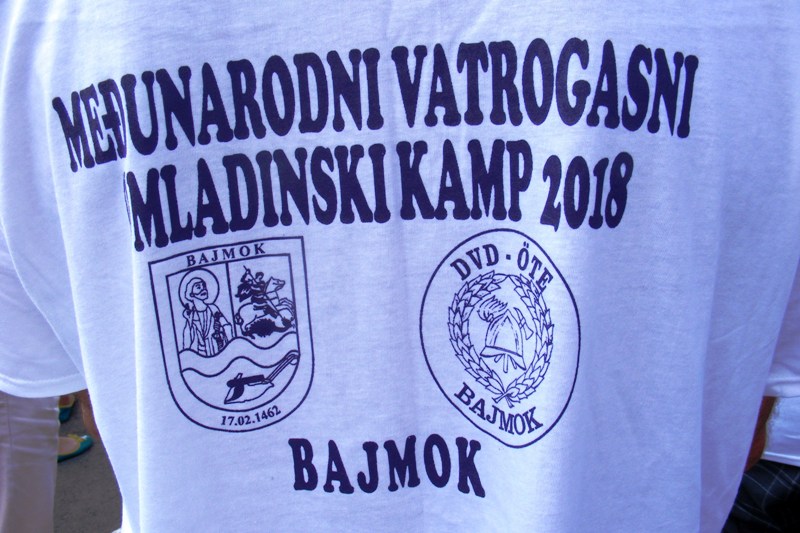 MEĐUNARODNI VATROGASNI
OMLADINSKI KAMP 2018
BAJMOK
17.02.1462
DVD - ÖTE
BAJMOK
BAJMOK